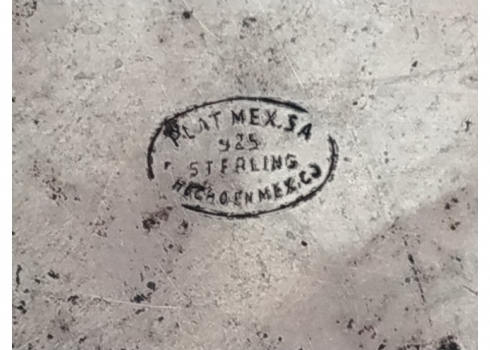 PLAT MEX. SA
925
STERLING
HECHO EN MEX. CO